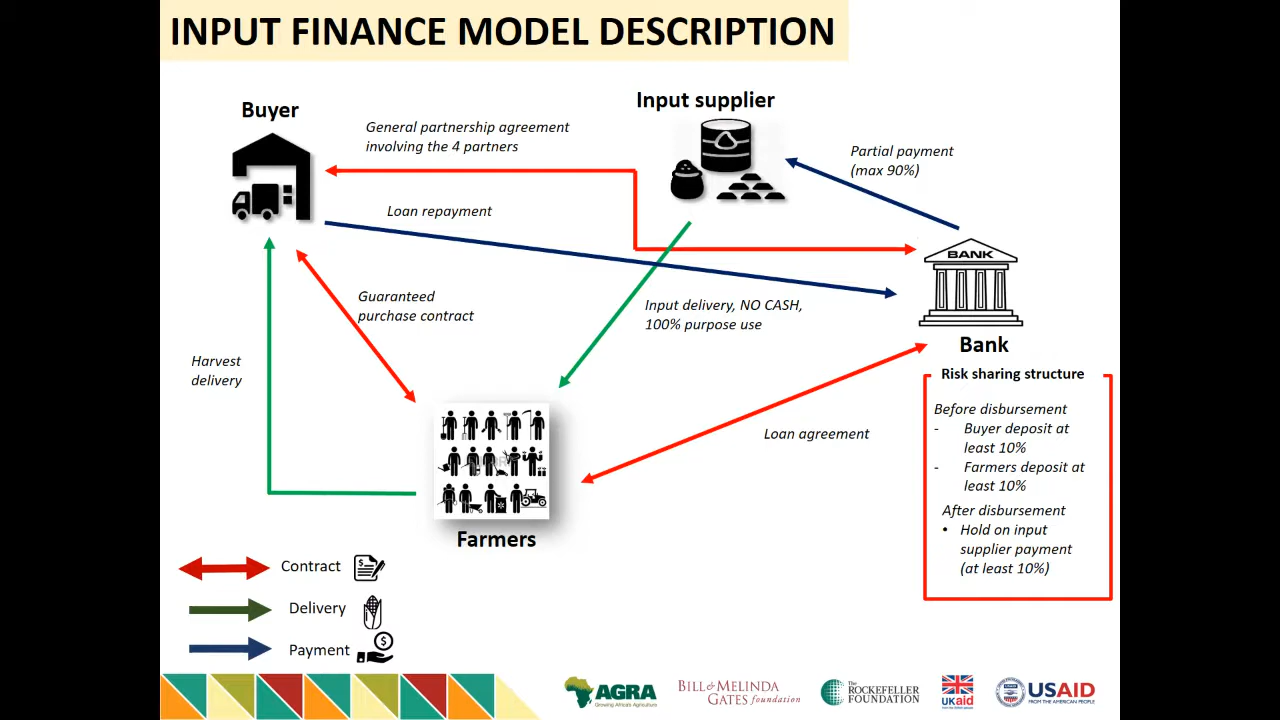 INPUT FINANCE MODEL DESCRIPTION
Buyer
Input supplier
General partnership agreement
involving the 4 partners
Partial payment
(max 90%)
Loan repayment
BANK
Guaranteed
purchase contract
Input delivery, NO CASH,
100% purpose use
Bank
Harvest
delivery
Risk sharing structure
Before disbursement
- Buyer deposit at
least 10%
- Farmers deposit at
least 10%
Loan agreement
After disbursement
• Hold on input
supplier payment
(at least 10%)
Farmers
Contract
$
Delivery
Payment
$
AGRA
Growing Africa's Agriculture
BILL & MELINDA
GATES foundation
The
ROCKEFELLER
FOUNDATION
UKaid
from the British people
USAID
FROM THE AMERICAN PEOPLE